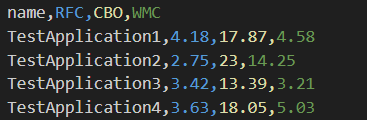 name,RFC,CBO,WMC
TestApplication1,4.18,17.87,4.58
TestApplication2,2.75,23,14.25
TestApplication3,3.42,13.39,3.21
TestApplication4,3.63,18.05,5.03